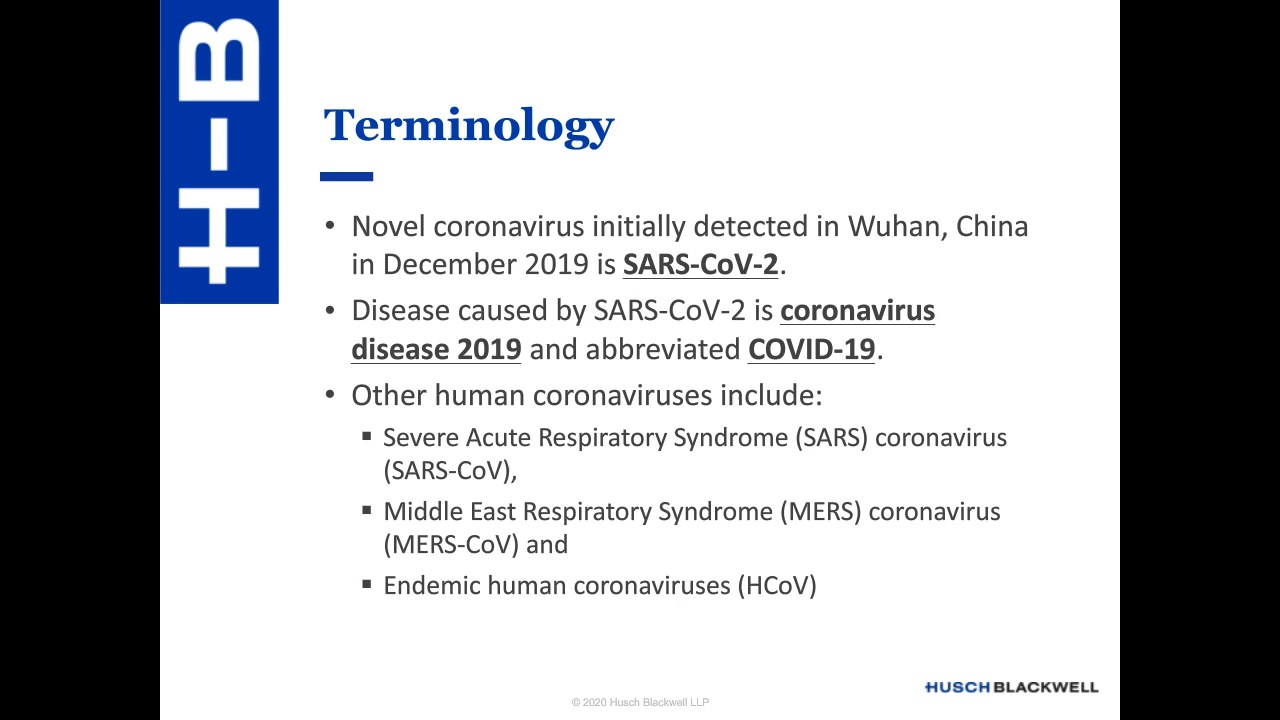 H-B
Terminology
• Novel coronavirus initially detected in Wuhan, China
in December 2019 is SARS-CoV-2.
• Disease caused by SARS-CoV-2 is coronavirus
disease 2019 and abbreviated COVID-19.
• Other human coronaviruses include:
▪ Severe Acute Respiratory Syndrome (SARS) coronavirus
(SARS-CoV),
▪ Middle East Respiratory Syndrome (MERS) coronavirus
(MERS-CoV) and
▪ Endemic human coronaviruses (HCoV)
HUSCH BLACKWELL
© 2020 Husch Blackwell LLP